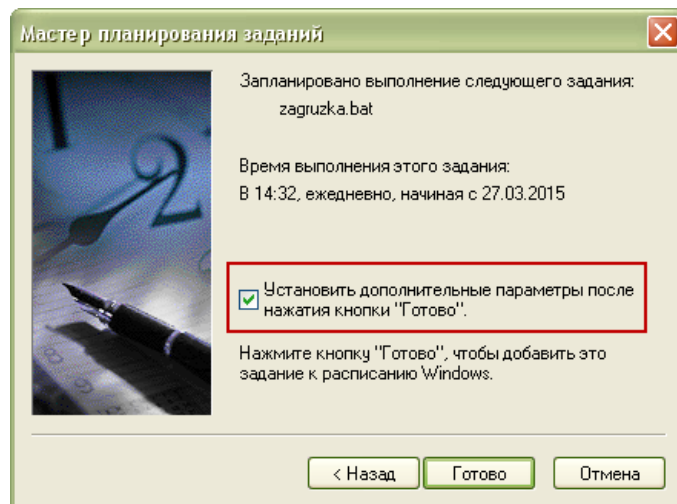 Мастер планирования заданий
Запланировано выполнение следующего задания:
zagruzka.bat
Время выполнения этого задания:
В 14:32, ежедневно, начиная с 27.03.2015
Установить дополнительные параметры после
нажатия кнопки "Готово".
Нажмите кнопку "Готово", чтобы добавить это
задание к расписанию Windows.
< Назад
Готово
Отмена